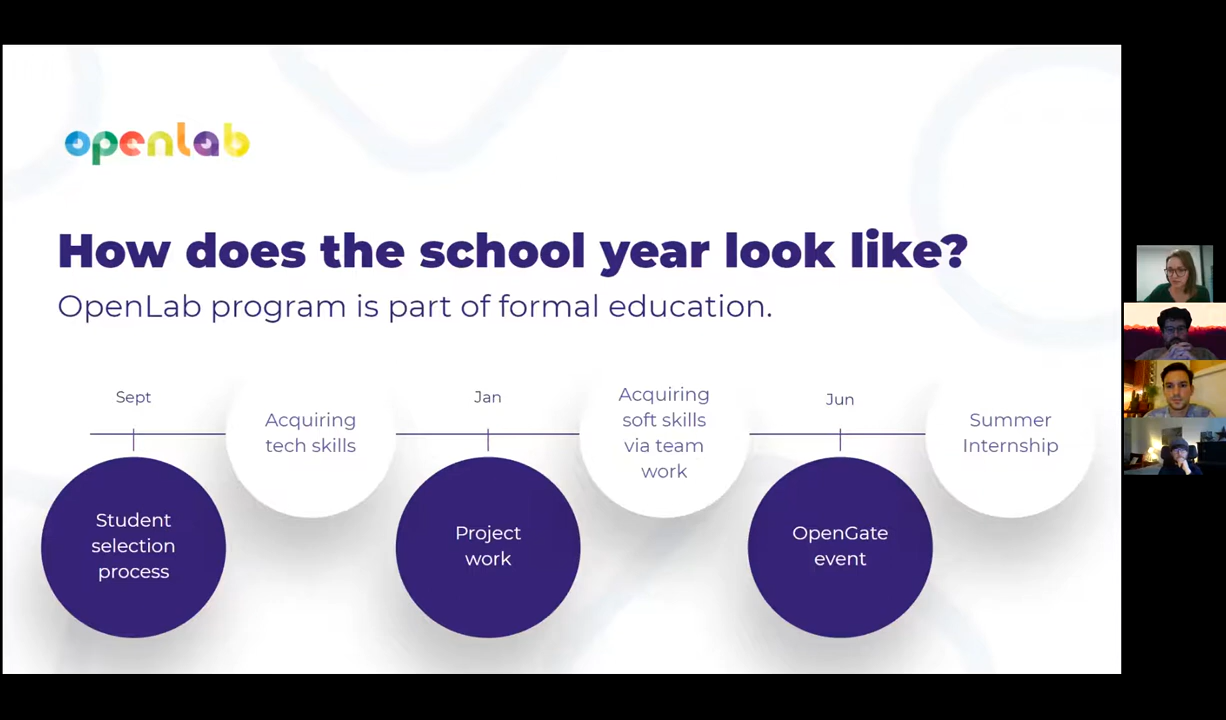 openlab
How does the school year look like?
OpenLab program is part of formal education.
Sept
Student
selection
process
Acquiring
tech skills
Jan
Project
work
Acquiring
soft skills
via team
work
Jun
OpenGate
event
Summer
Internship